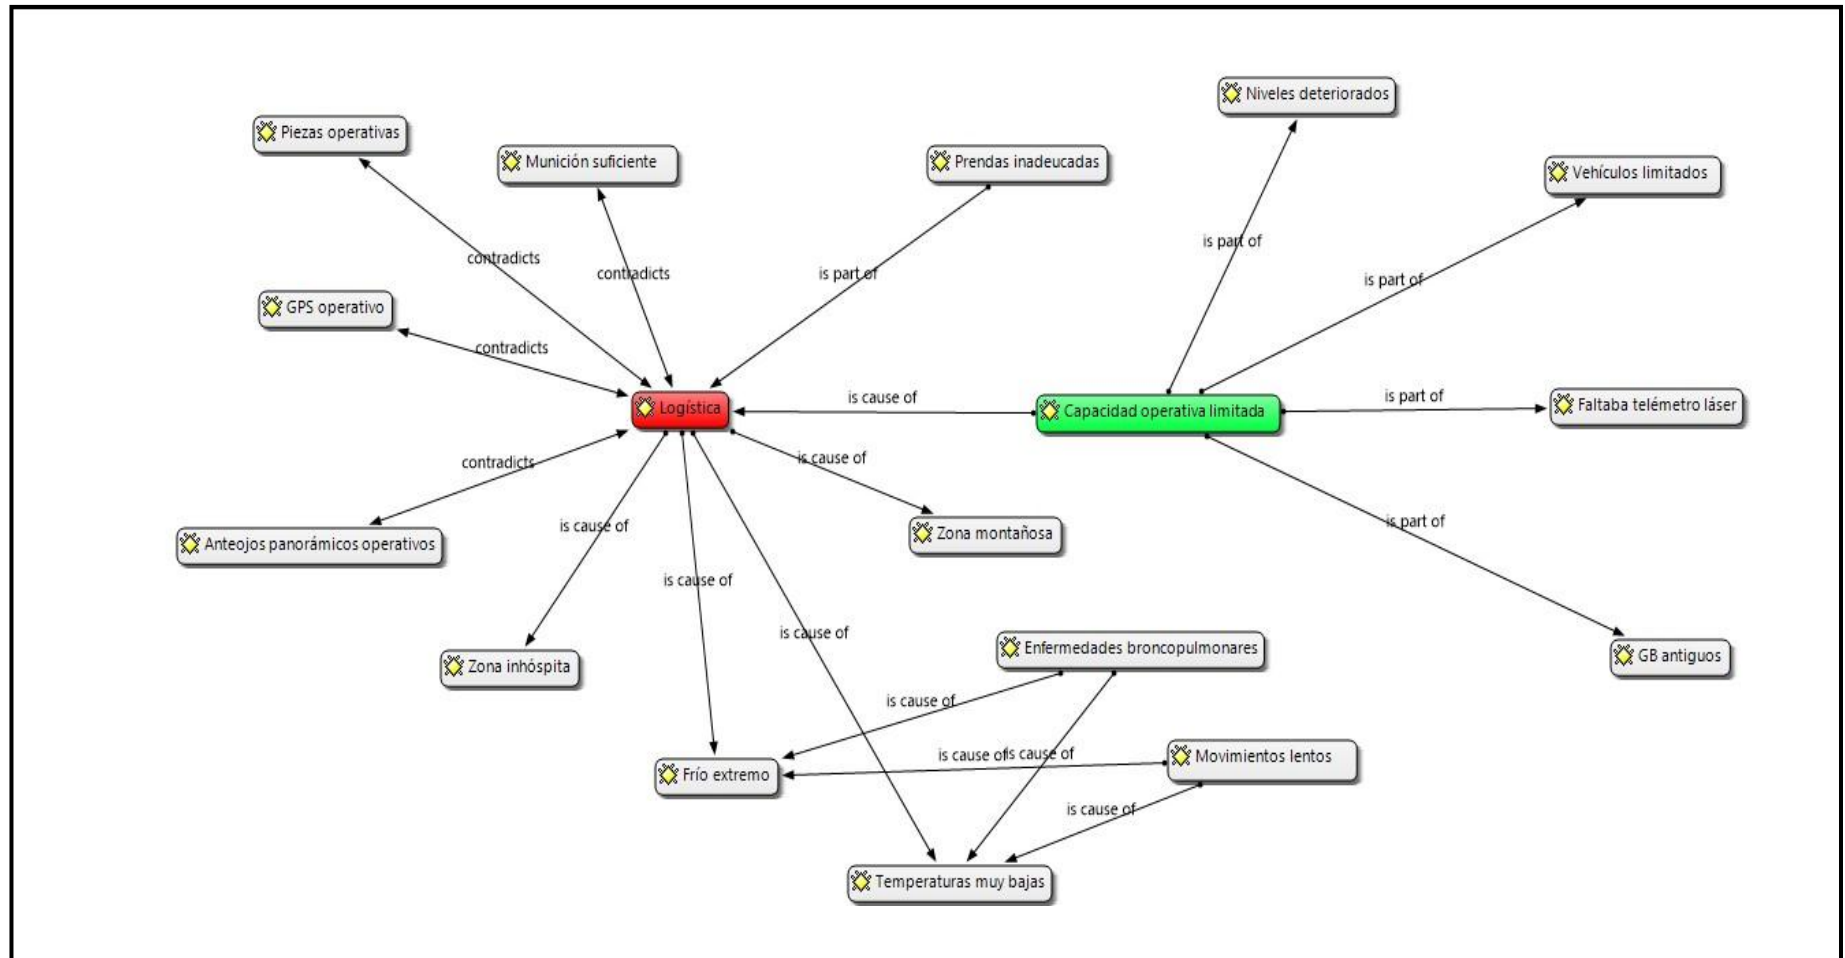 Niveles deteriorados
Piezas operativas
Munición suficiente
Prendas inadeucadas
Vehículos limitados
is part of
contradicts
contradicts
is part of
is part of
GPS operativo
contradicts
is cause of
is part of
Logística
Capacidad operativa limitada
Faltaba telémetro láser
contradicts
is cause of
is cause of
is part of
Anteojos panorámicos operativos
Zona montañosa
is cause of
is cause of
Enfermedades broncopulmonares
GB antiguos
Zona inhóspita
is cause of
is cause of
is cause of
Movimientos lentos
Frío extremo
is cause of
Temperaturas muy bajas